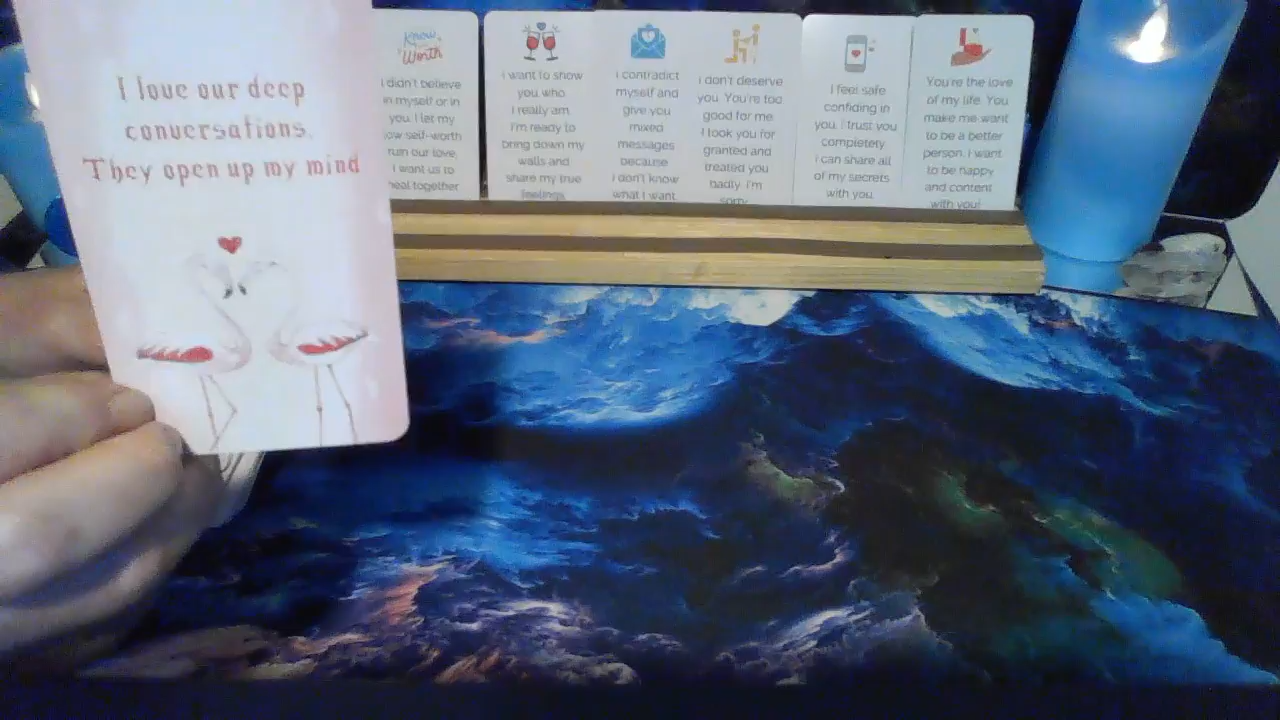 I love our deep
conversations.
They open up my mind
Know
Worth
I didn't believe
in myself or in
you. I let my
low self-worth
ruin our love.
I want us to
heal together
I want to show
you who
I really am.
I'm ready to
bring down my
walls and
share my true
feelings
I contradict
myself and
give you
mixed
messages
because
I don't know
what I want
I don't deserve
you. You're too
good for me
I took you for
granted and
treated you
badly. I'm
sorry
I feel safe
confiding in
you. I trust you
completely
I can share all
of my secrets
with you.
You're the love
of my life. You
make me want
to be a better
person. I want
to be happy
and content
with you!